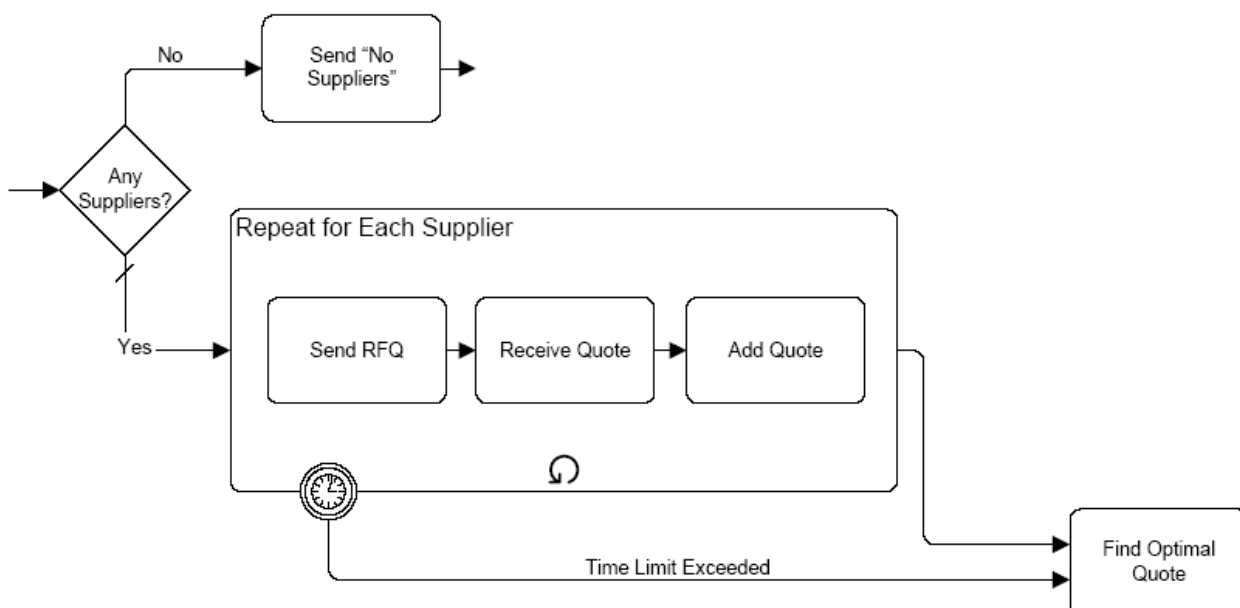 No
Send “No
Suppliers”
Any
Suppliers?
Repeat for Each Supplier
Send RFQ
Receive Quote
Add Quote
Yes
Time Limit Exceeded
Find Optimal
Quote